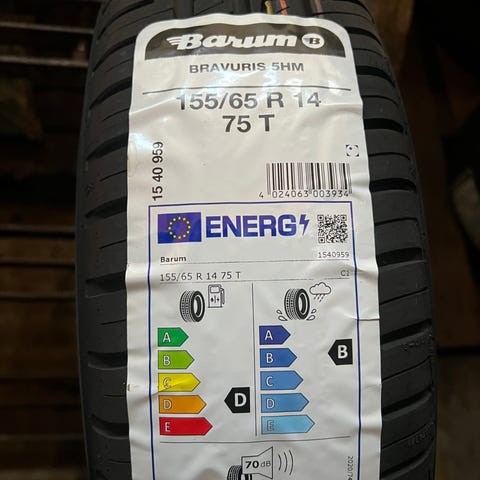 Barum B
BRAVURIS 5HM
155/65 R 14
75 T
15 40 959
4 024063 003934
ENERG
Barum
1540959
155/65 R 14 75 T
C1
A
B
C
D
E
D
A
B
C
D
E
B
70 dB